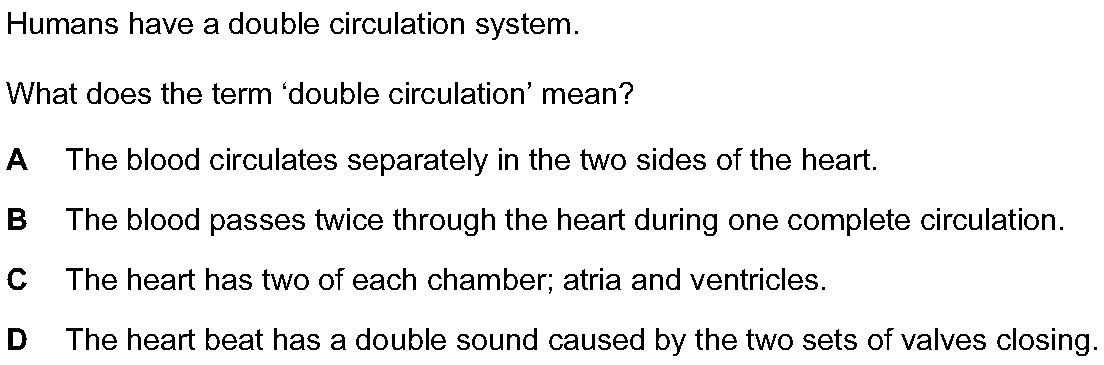 Humans have a double circulation system.
What does the term ‘double circulation’ mean?
A The blood circulates separately in the two sides of the heart.
B The blood passes twice through the heart during one complete circulation.
C The heart has two of each chamber; atria and ventricles.
D The heart beat has a double sound caused by the two sets of valves closing.